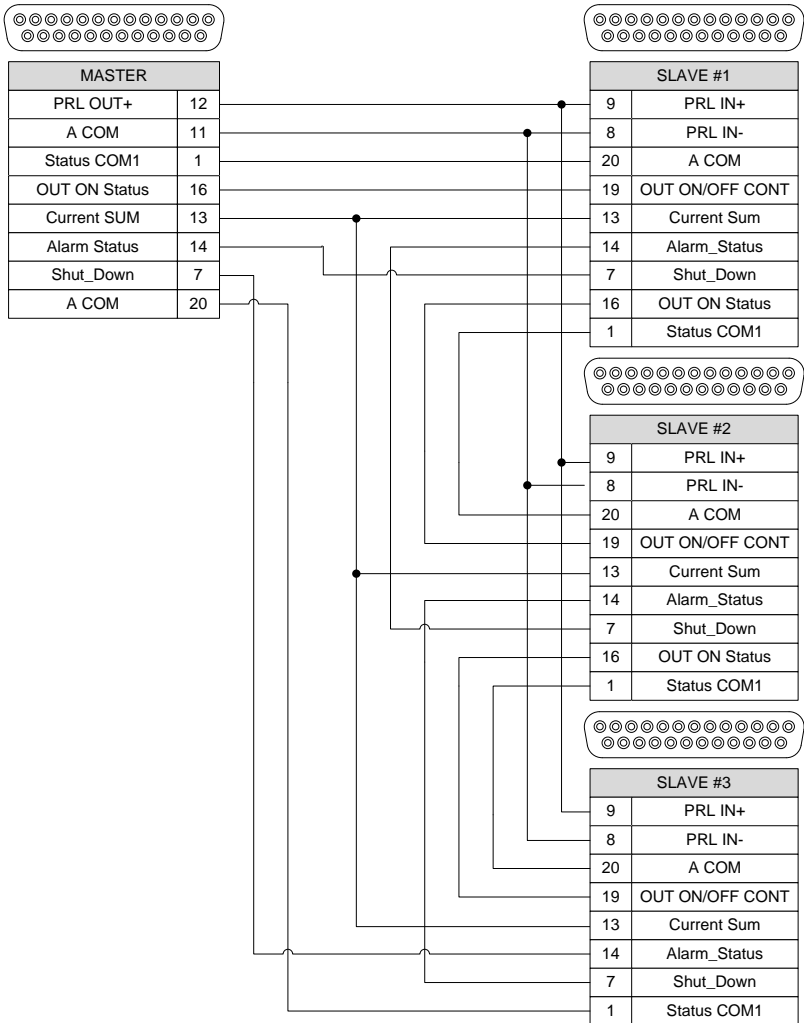 MASTER
PRL OUT+ 12
A COM 11
Status COM1 1
OUT ON Status 16
Current SUM 13
Alarm Status 14
Shut_Down 7
A COM 20
SLAVE #1
9 PRL IN+
8 PRL IN-
20 A COM
19 OUT ON/OFF CONT
13 Current Sum
14 Alarm_Status
7 Shut_Down
16 OUT ON Status
1 Status COM1
SLAVE #2
9 PRL IN+
8 PRL IN-
20 A COM
19 OUT ON/OFF CONT
13 Current Sum
14 Alarm_Status
7 Shut_Down
16 OUT ON Status
1 Status COM1
SLAVE #3
9 PRL IN+
8 PRL IN-
20 A COM
19 OUT ON/OFF CONT
13 Current Sum
14 Alarm_Status
7 Shut_Down
1 Status COM1